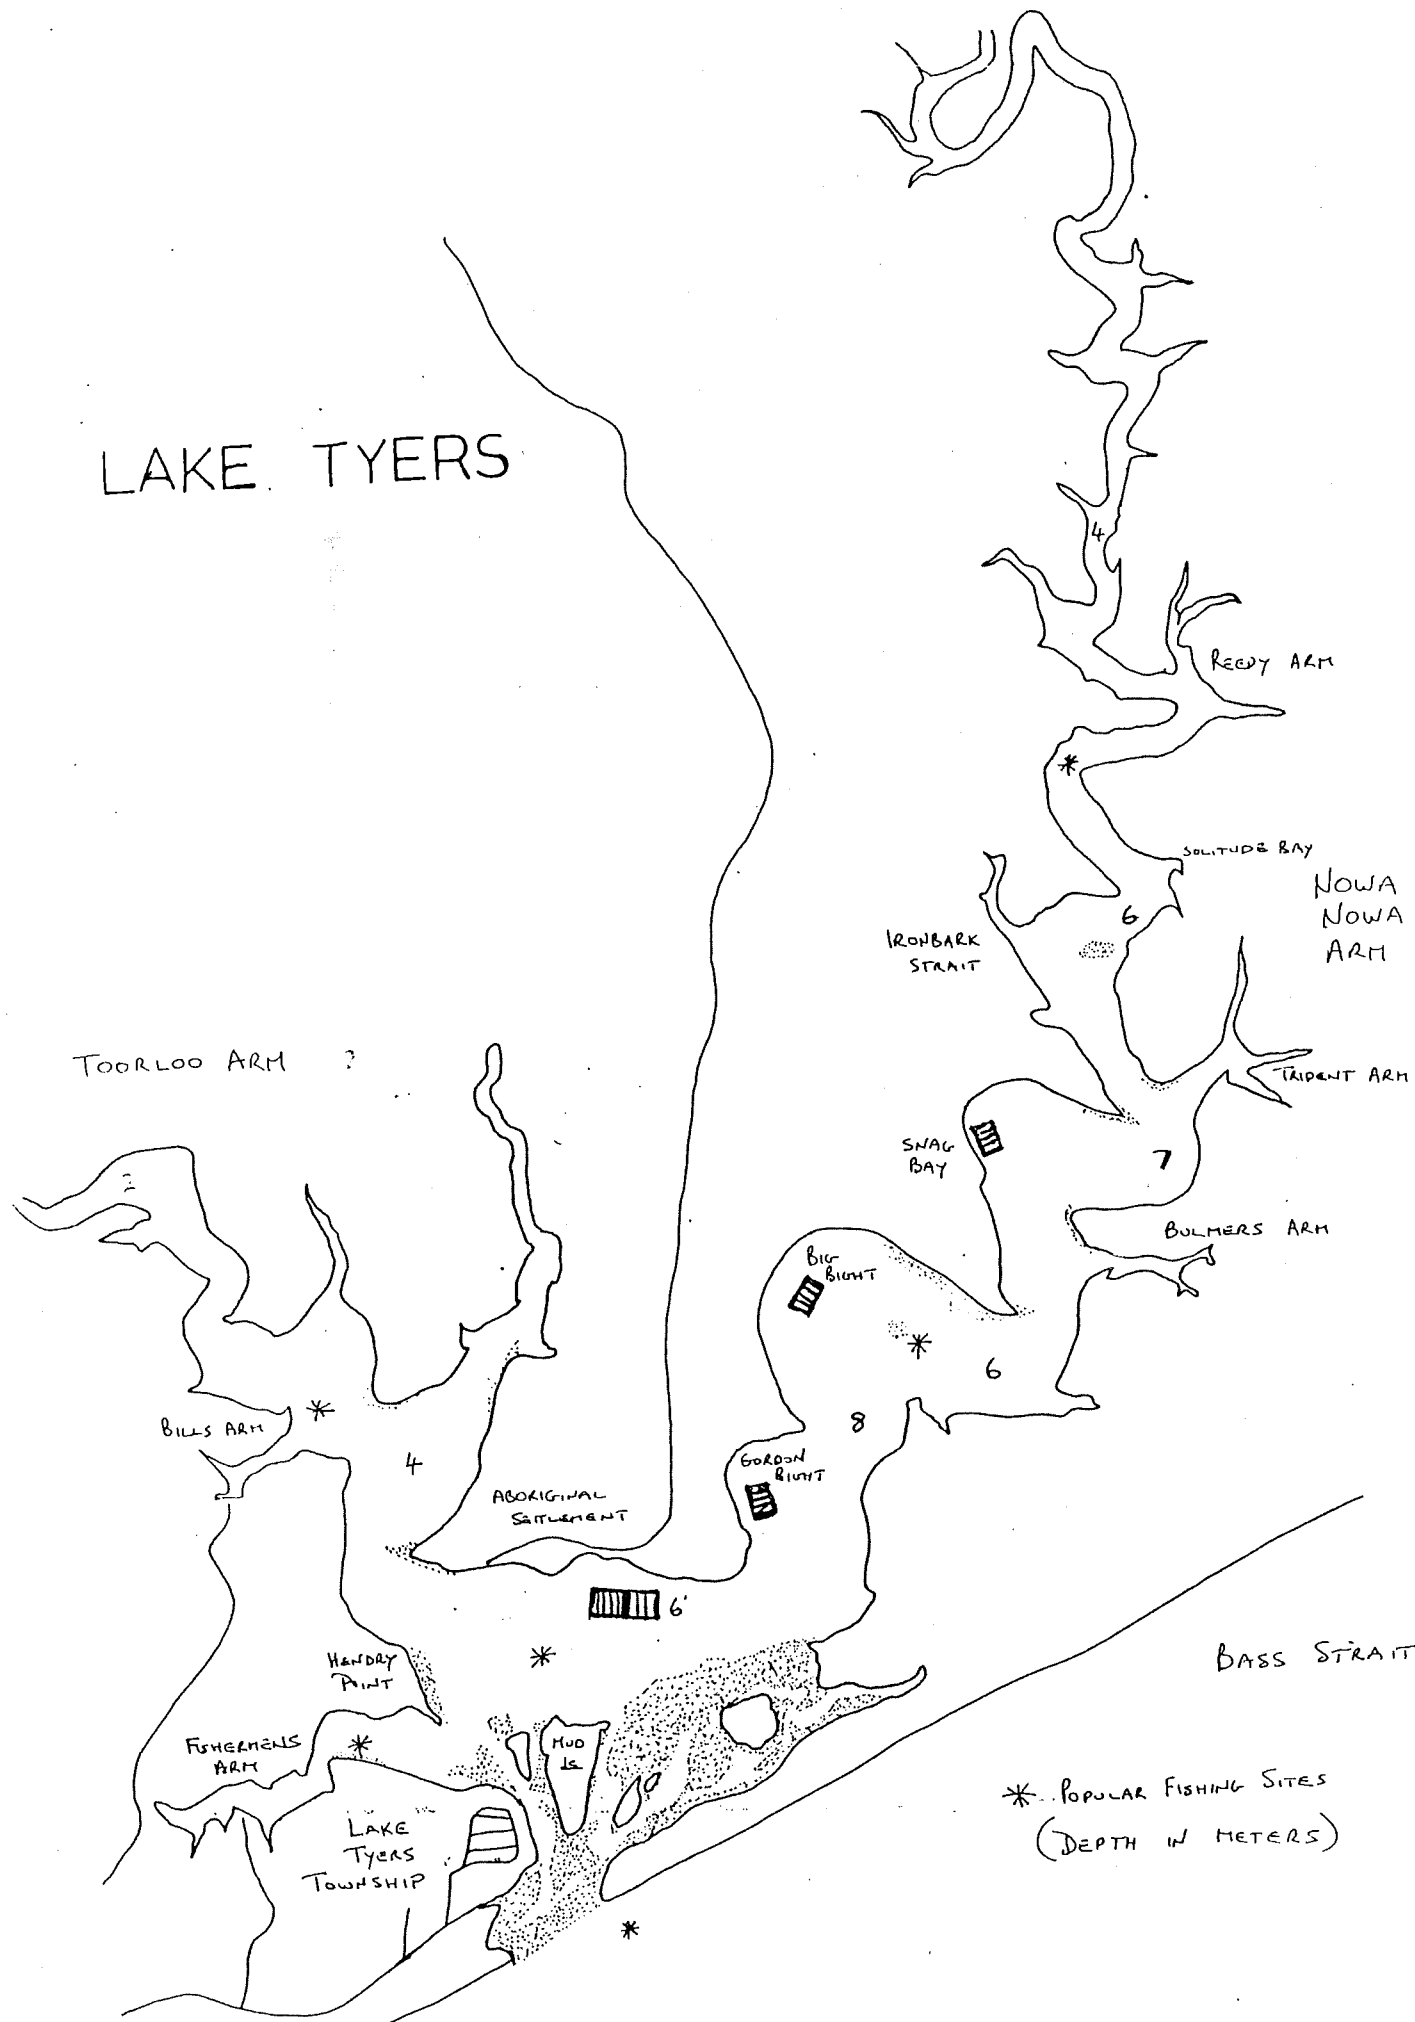 LAKE TYERS
4
REEDY ARM
SOLITUDE BAY
NOWA
NOWA
ARM
6
IRONBARK
STRAIT
TOORLOO ARM ?
TRIDENT ARM
SNAG
BAY
7
2
BULMERS ARM
BIG
BIGHT
6
8
BILLS ARM
4
GORDON
BIGHT
ABORIGINAL
SETTLEMENT
6'
HENDRY
POINT
BASS STRAIT
FISHERMENS
ARM
MUD
IS
* POPULAR FISHING SITES
(DEPTH IN METERS)
LAKE
TYERS
TOWNSHIP